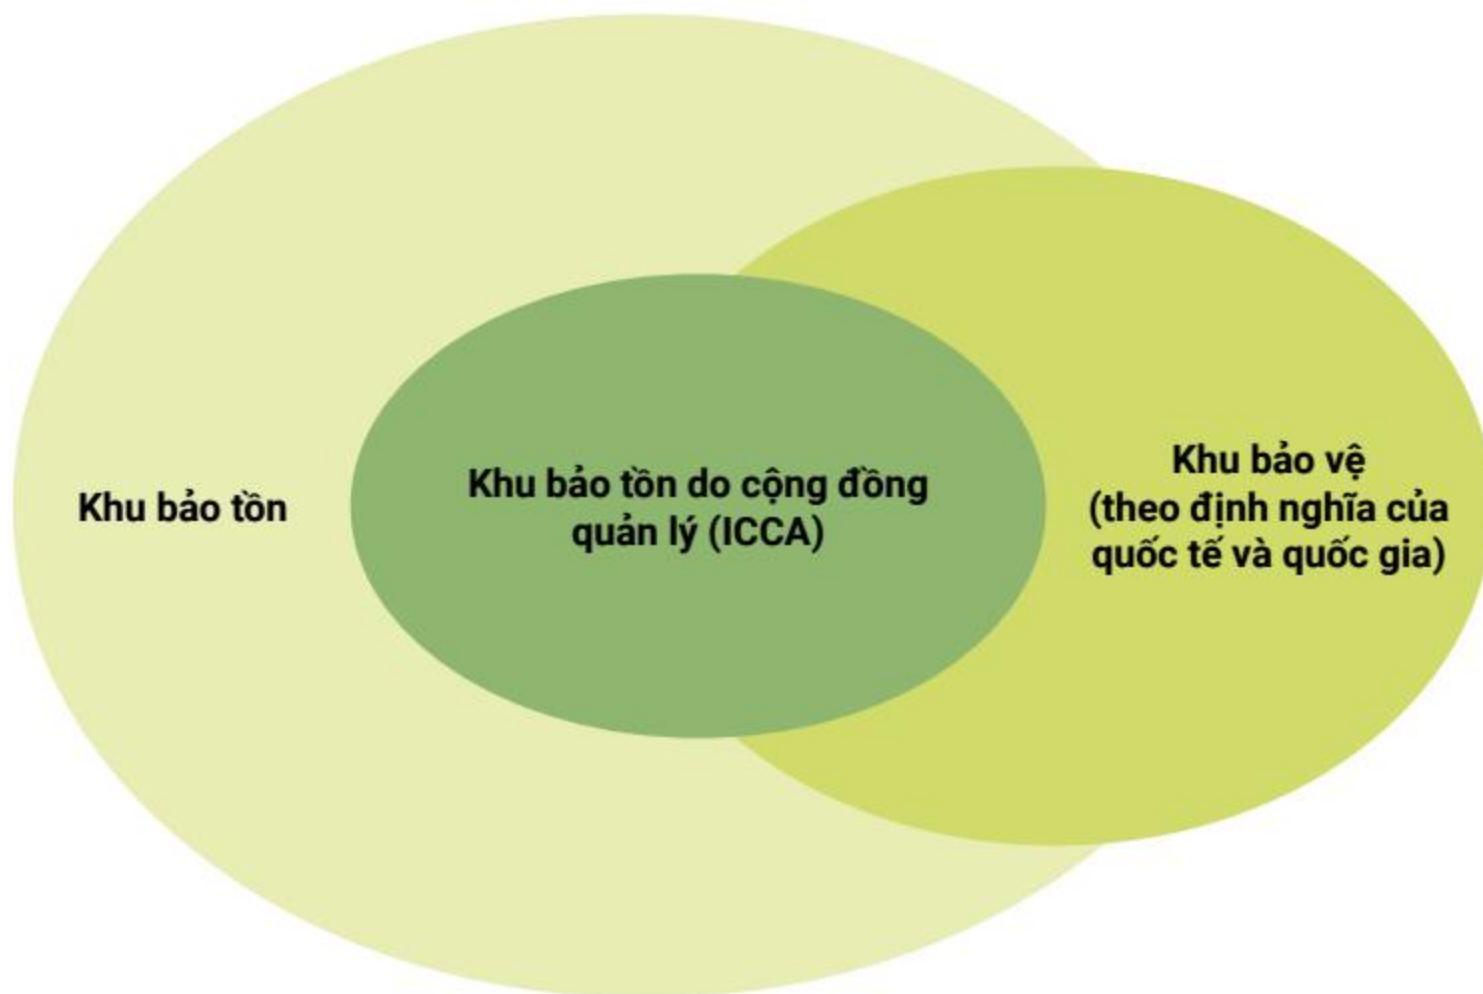 Khu bảo tồn
Khu bảo tồn do cộng đồng
quản lý (ICCA)
Khu bảo vệ
(theo định nghĩa của
quốc tế và quốc gia)